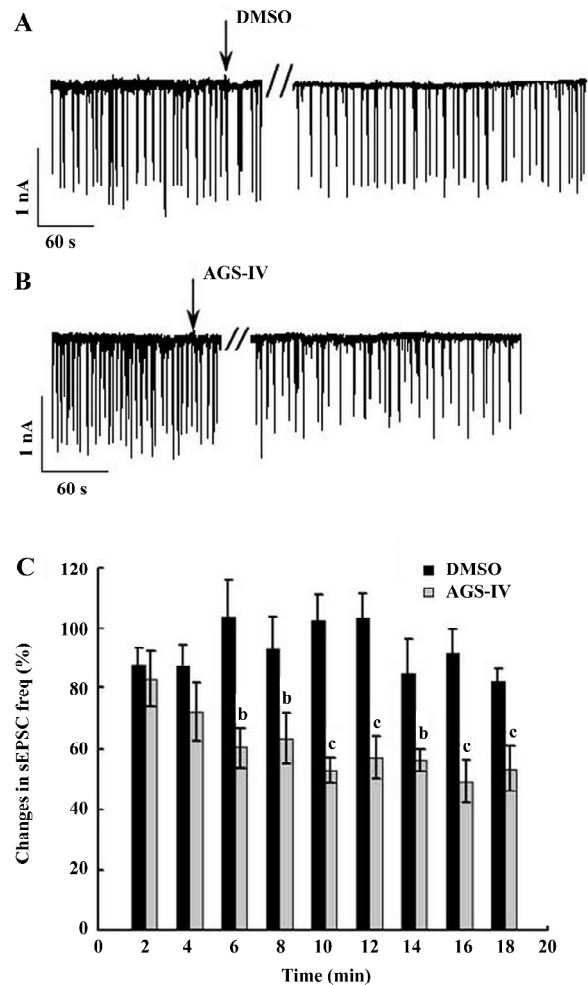 A
DMSO
1 nA
60 s
B
AGS-IV
1 nA
60 s
C
DMSO
AGS-IV
Changes in sEPSC freq (%)
120
100
80
60
40
20
0
b
b
c
c
b
c
c
0 2 4 6 8 10 12 14 16 18 20
Time (min)